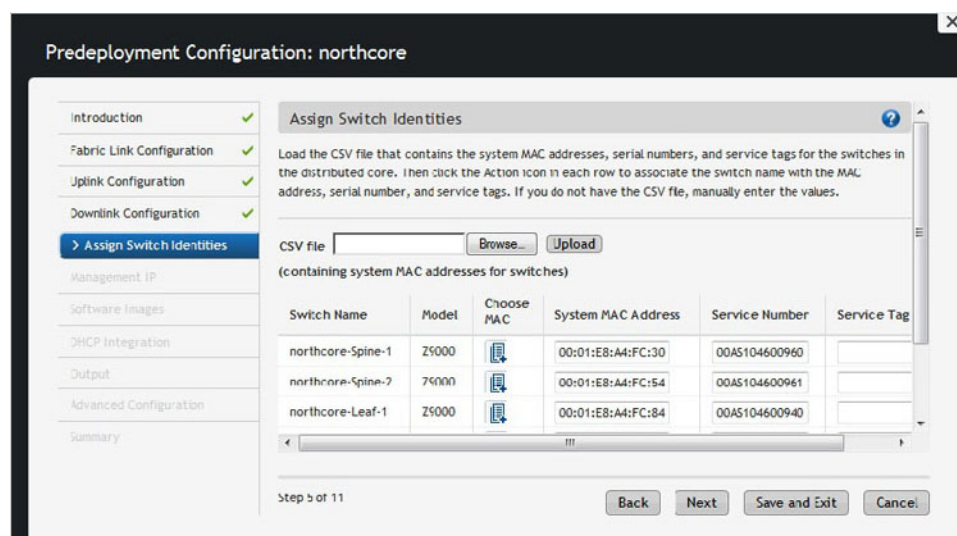 Predeployment Configuration: northcore
Introduction
Fabric Link Configuration
Uplink Configuration
Downlink Configuration
> Assign Switch Identities
Management IP
Software Images
DHCP Integration
Output
Advanced Configuration
Summary
Assign Switch Identities
Load the CSV file that contains the system MAC addresses, serial numbers, and service tags for the switches in
the distributed core. Then click the Action icon in each row to associate the switch name with the MAC
address, serial number, and service tags. If you do not have the CSV file, manually enter the values.
CSV file Browse... Upload
(containing system MAC addresses for switches)
Switch Name Model Choose MAC System MAC Address Service Number Service Tag
northcore-Spine-1 Z9000 00:01:E8:A4:FC:30 00AS104600960
northcore-Spine-2 Z9000 00:01:E8:A4:FC:54 00AS104600961
northcore-Leaf-1 Z9000 00:01:E8:A4:FC:84 00AS104600940
Step 5 of 11 Back Next Save and Exit Cancel